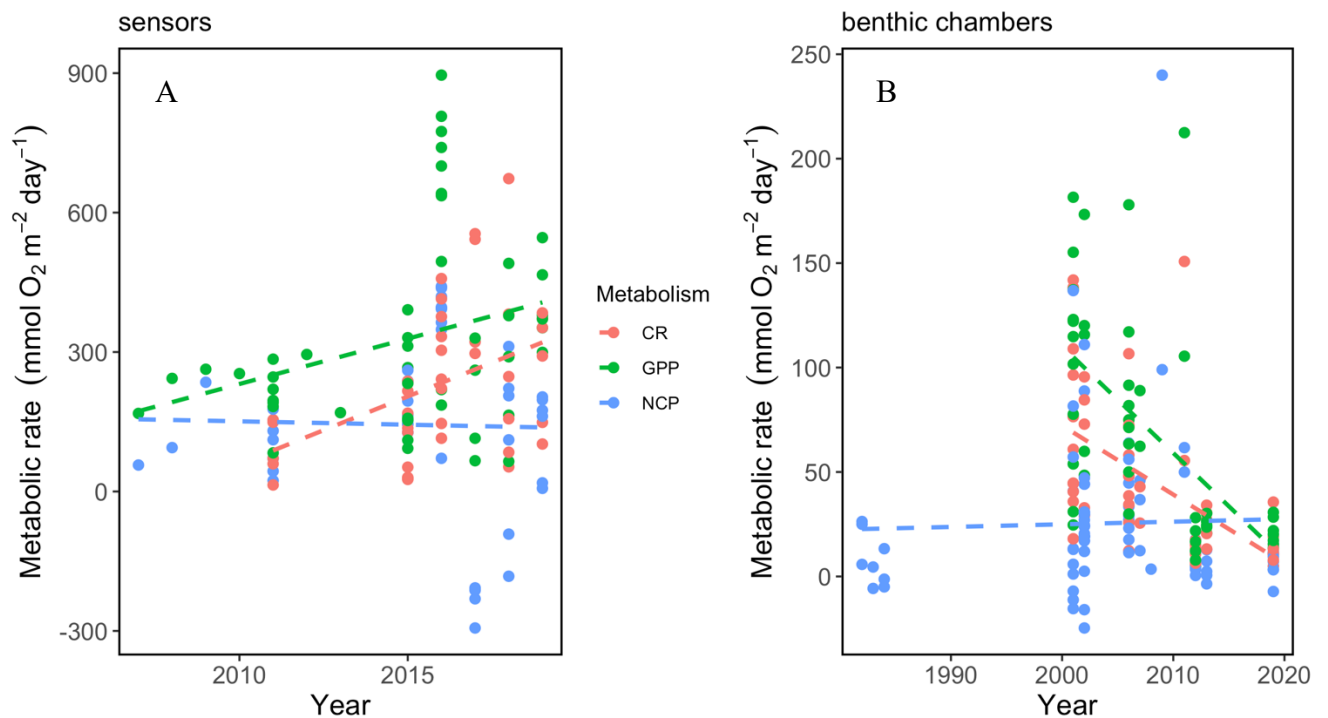 sensors
A
Metabolic rate (mmol O₂ m⁻² day⁻¹)
900
600
300
0
-300
2010
2015
Year
Metabolism
CR
GPP
NCP
benthic chambers
B
Metabolic rate (mmol O₂ m⁻² day⁻¹)
250
200
150
100
50
0
1990
2000
2010
2020
Year